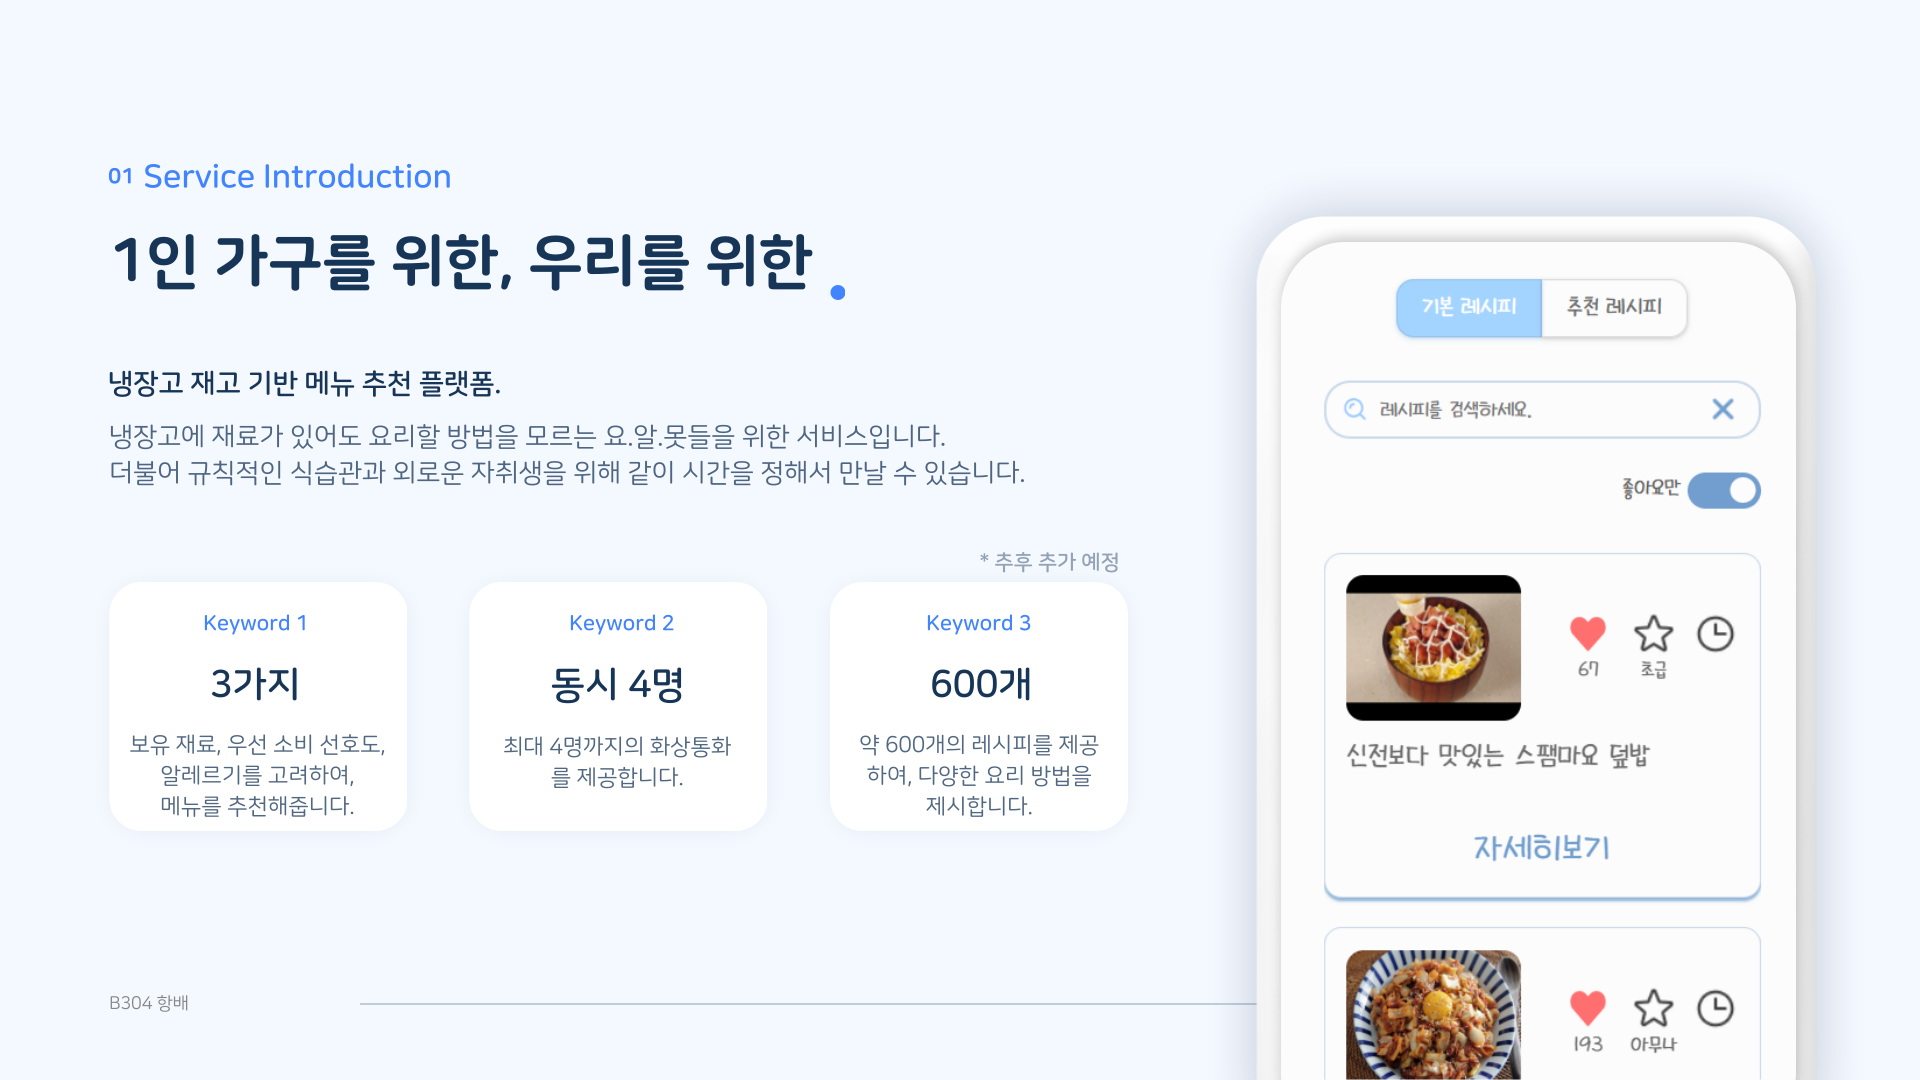 01 Service Introduction
1인 가구를 위한, 우리를 위한.
냉장고 재고 기반 메뉴 추천 플랫폼.
냉장고에 재료가 있어도 요리할 방법을 모르는 요.알.못들을 위한 서비스입니다.
더불어 규칙적인 식습관과 외로운 자취생을 위해 같이 시간을 정해서 만날 수 있습니다.
* 추후 추가 예정
Keyword 1
3가지
보유 재료, 우선 소비 선호도,
알레르기를 고려하여,
메뉴를 추천해줍니다.
Keyword 2
동시 4명
최대 4명까지의 화상통화
를 제공합니다.
Keyword 3
600개
약 600개의 레시피를 제공
하여, 다양한 요리 방법을
제시합니다.
B304 항배
기본 레시피
추천 레시피
레시피를 검색하세요.
좋아요만
67
초급
신전보다 맛있는 스팸마요 덮밥
자세히보기
193
아무나